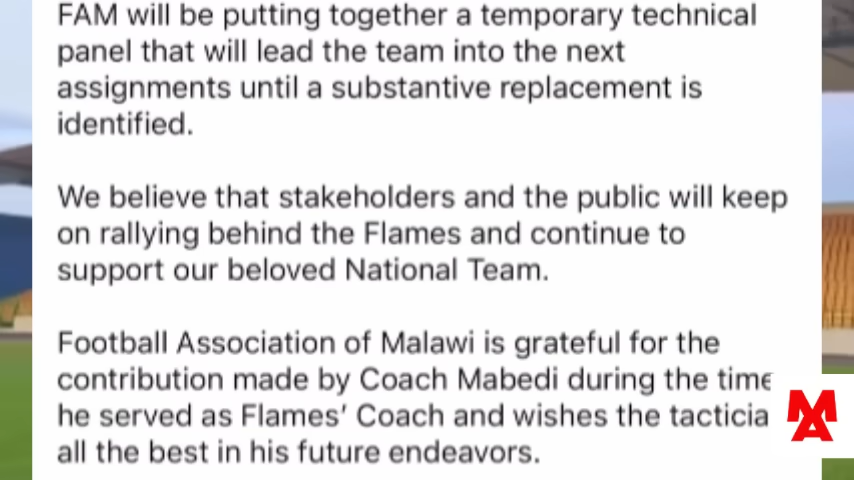 FAM will be putting together a temporary technical
panel that will lead the team into the next
assignments until a substantive replacement is
identified.
We believe that stakeholders and the public will keep
on rallying behind the Flames and continue to
support our beloved National Team.
Football Association of Malawi is grateful for the
contribution made by Coach Mabedi during the time
he served as Flames’ Coach and wishes the tacticia
all the best in his future endeavors.
MA